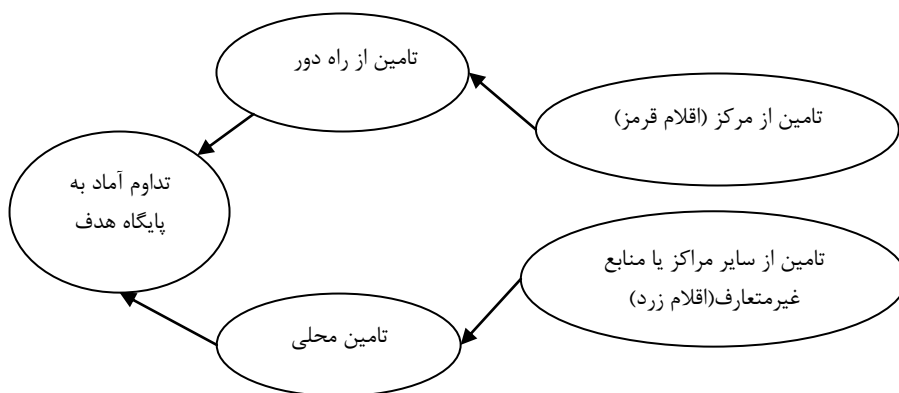 تامین از راه دور
تامین از مرکز (اقلام قرمز)
تداوم آماد به
پایگاه هدف
تامین از سایر مراکز یا منابع
غیرمتعارف(اقلام زرد)
تامین محلی